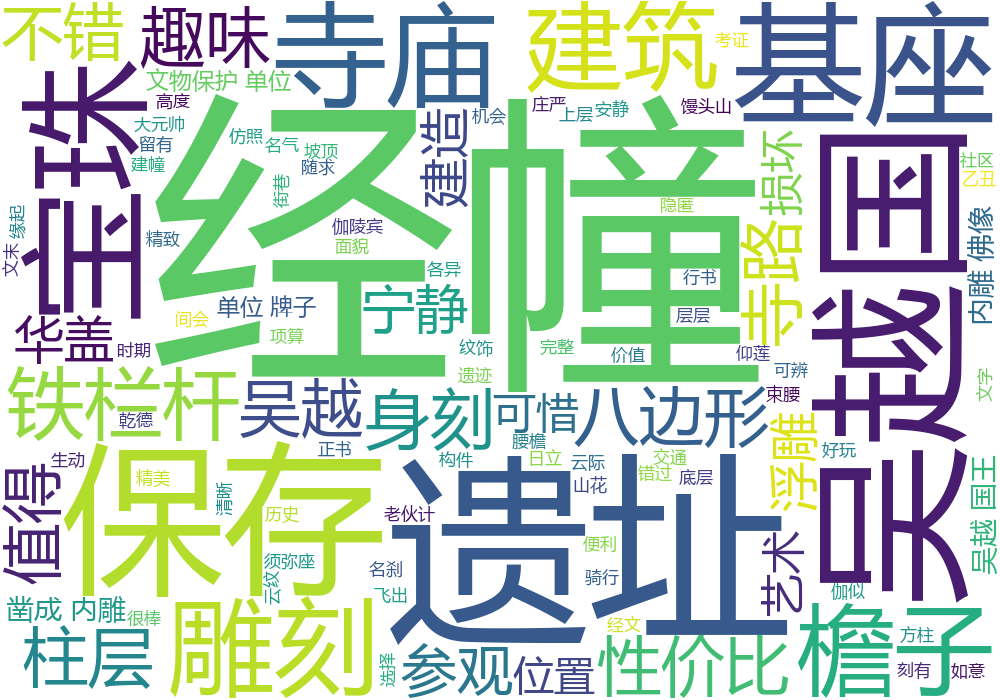 不错
趣味
寺庙
建筑
考证
基座
文物保护 单位
高度
大元帅
留有
建幢
宝珠
经幢
仿照
名气
坡顶
随求
街巷
建造
机会
庄严
上层
安静
馒头山
损坏
吴越国
社区
乙丑
缘起
文末
精致
伽陵宾
面貌
隐匿
寺路
内雕 佛像
各异
行书
单位 牌子
宁静
层层
间会
项算
华盖
时期
纹饰
完整
价值
仰莲
可辨
遗迹
束腰
文字
铁栏杆
乾德
吴越
身刻
可惜
八边形
浮雕
好玩
正书
腰檐
构件
日立
云际
交通
错过
底层
山花
生动
精美
清晰
保存
遗址
吴越 国王
值得
历史
老伙计
便利
艺术
须弥座
云纹
名刹
飞出
骑行
伽似
凿成 内雕
很棒
雕刻
经文
檐子
柱层
选择
参观
位置
性价比
方柱
刻有
如意